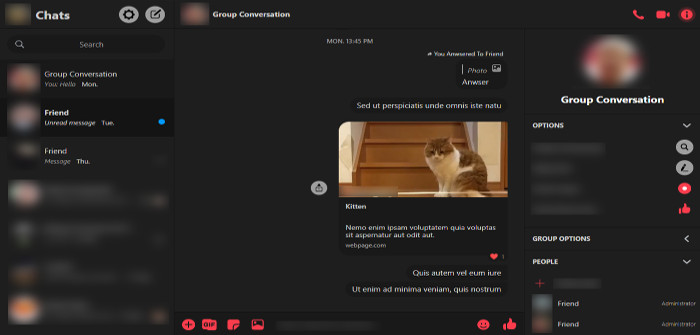 Chats
Search
Group Conversation
You: Hello Mon.
Friend
Unread message Tue.
Friend
Message Thu.
Group Conversation
MON, 13:45 PM
You Anwsered To Friend
Photo
Anwser
Sed ut perspiciatis unde omnis iste natu
Kitten
Nemo enim ipsam voluptatem quia voluptas
sit aspernatur aut odit aut.
webpage.com
1
Quis autem vel eum iure
Ut enim ad minima veniam, quis nostrum
GIF
Group Conversation
OPTIONS
GROUP OPTIONS
PEOPLE
Friend Administrator
Friend Administrator